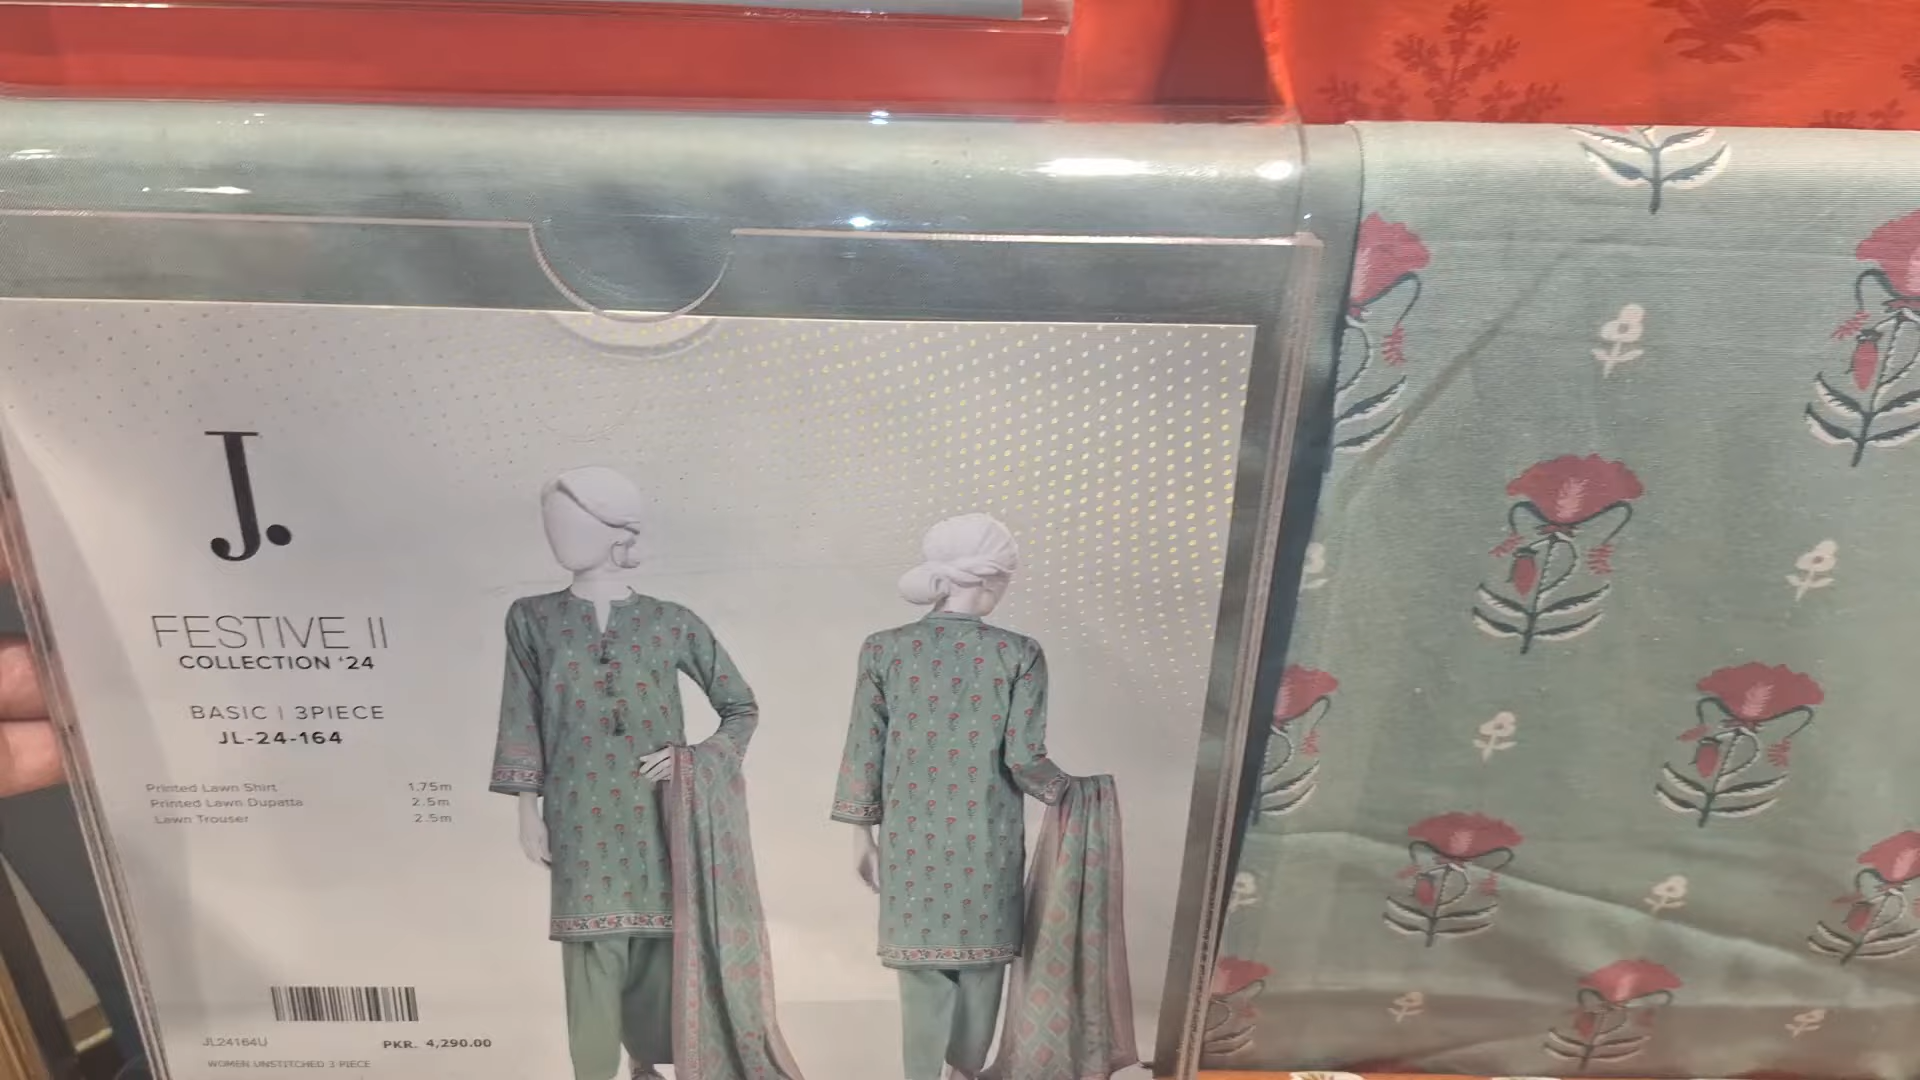 J.
FESTIVE II
COLLECTION '24
BASIC | 3PIECE
JL-24-164
Printed Lawn Shirt 1.75m
Printed Lawn Dupatta 2.5m
Lawn Trouser 2.5m
JL24164U PKR. 4,290.00
WOMEN UNSTITCHED 3 PIECE